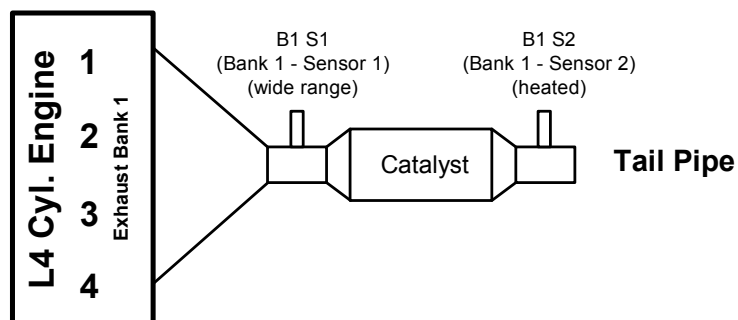 L4 Cyl. Engine
1
2
3
4
Exhaust Bank 1
B1 S1
(Bank 1 - Sensor 1)
(wide range)
Catalyst
B1 S2
(Bank 1 - Sensor 2)
(heated)
Tail Pipe